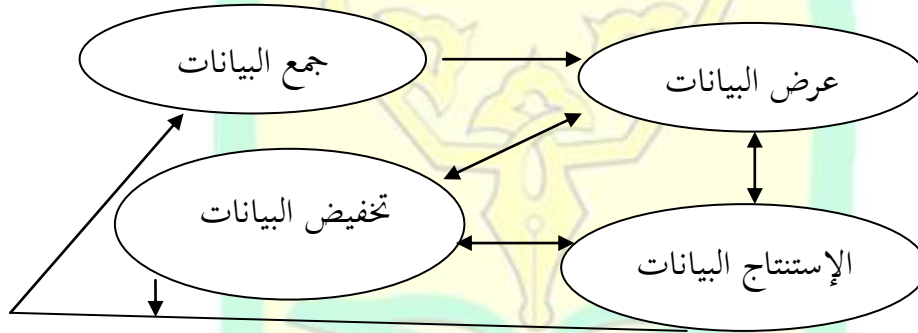 جمع البيانات
عرض البيانات
تخفيض البيانات
الإستنتاج البيانات